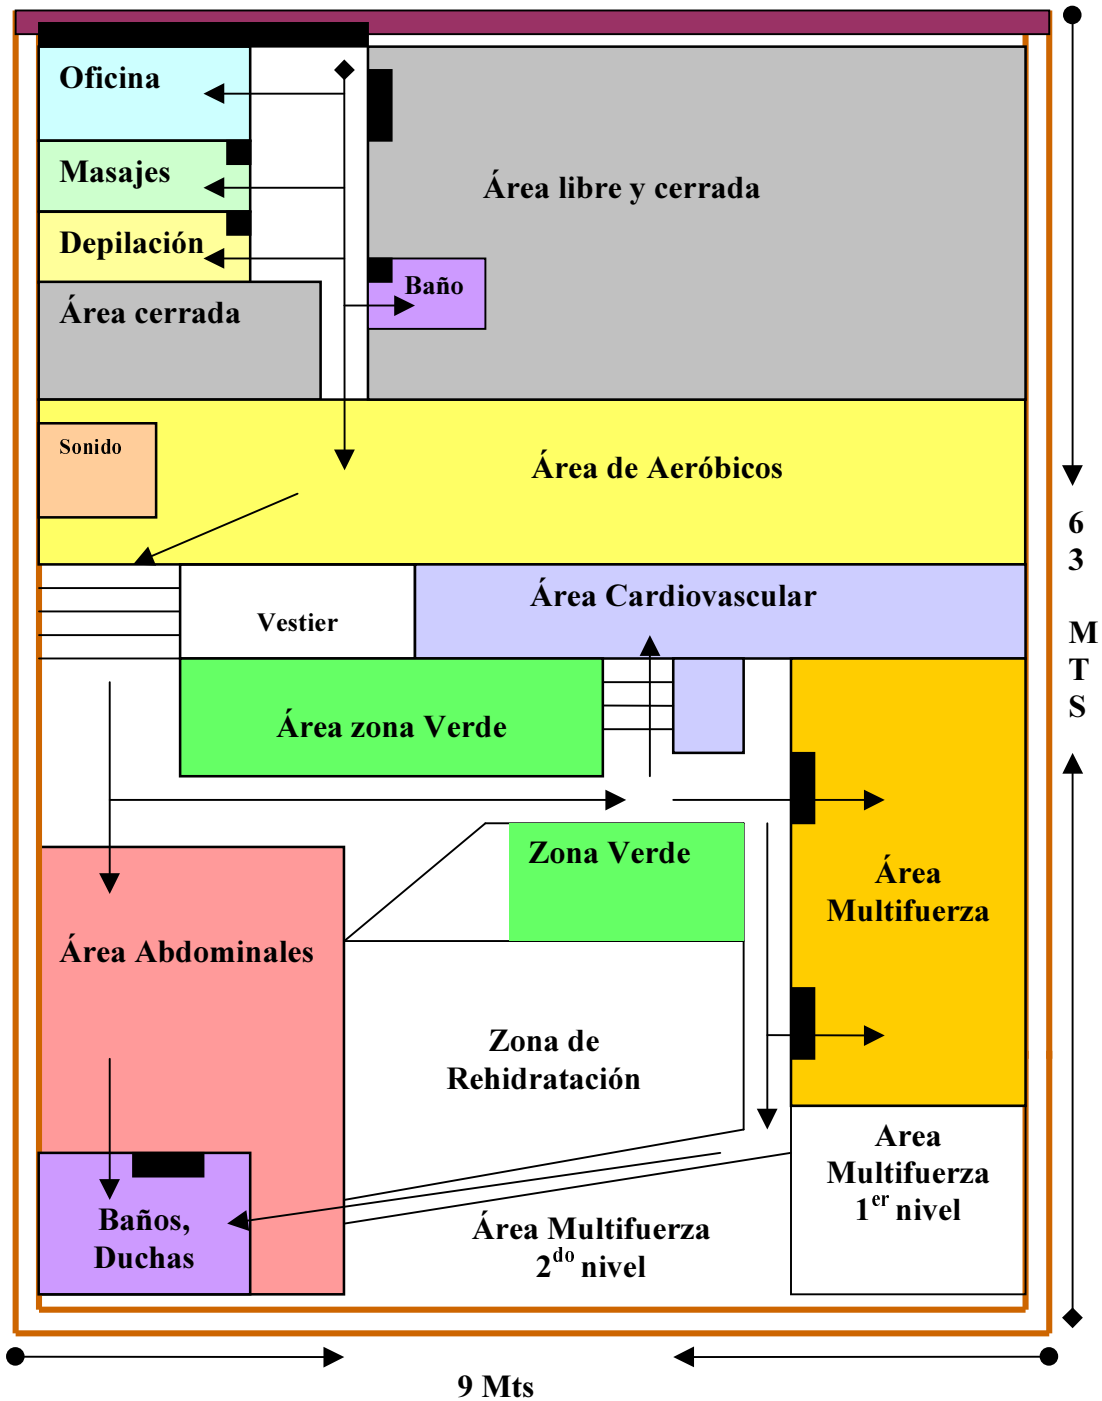 Oficina
Masajes
Área libre y cerrada
Depilación
Baño
Área cerrada
Sonido
Área de Aeróbicos
6
3
M
T
S
Área Cardiovascular
Vestier
Área zona Verde
Zona Verde
Área
Multifuerza
Área Abdominales
Zona de
Rehidratación
Area
Multifuerza
1er nivel
Baños,
Duchas
Área Multifuerza
2do nivel
9 Mts